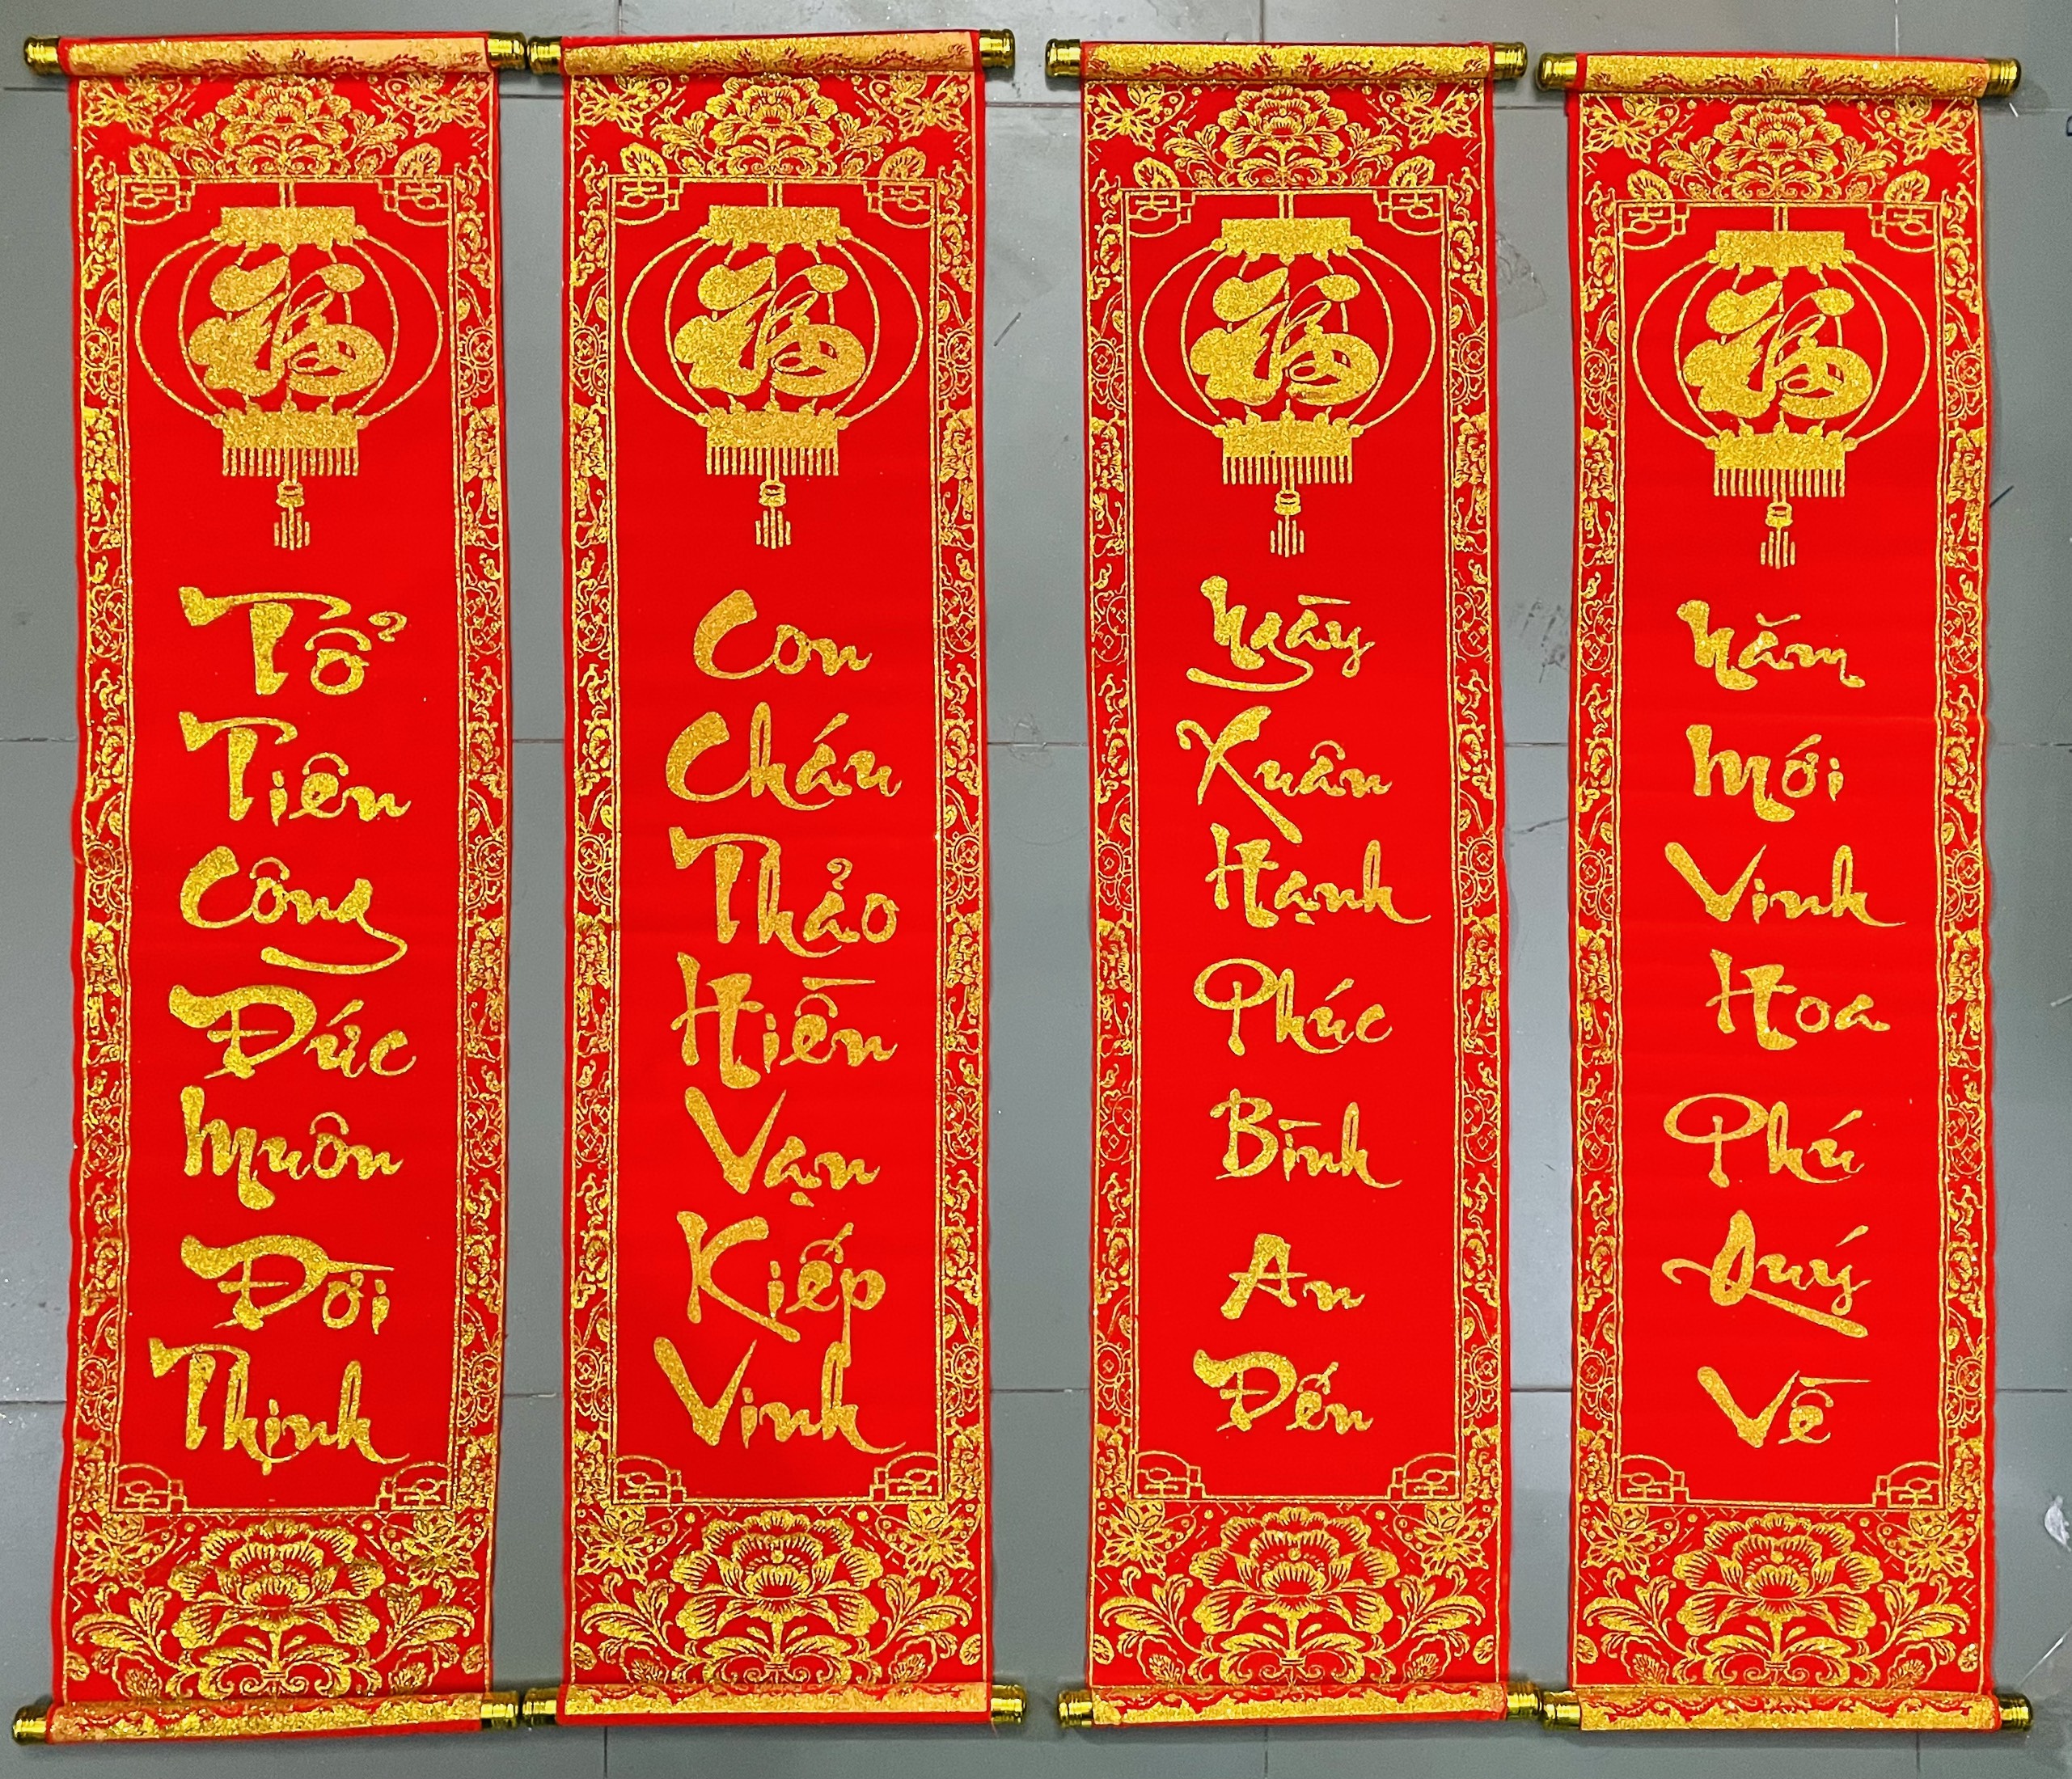 福
Tổ
Tiên
Công
Đức
Muôn
Đời
Thịnh
福
Con
Cháu
Thảo
Hiền
Vạn
Kiếp
Vinh
福
Ngày
Xuân
Hạnh
Phúc
Bình
An
Đến
福
Năm
Mới
Vinh
Hoa
Phú
Quý
Về